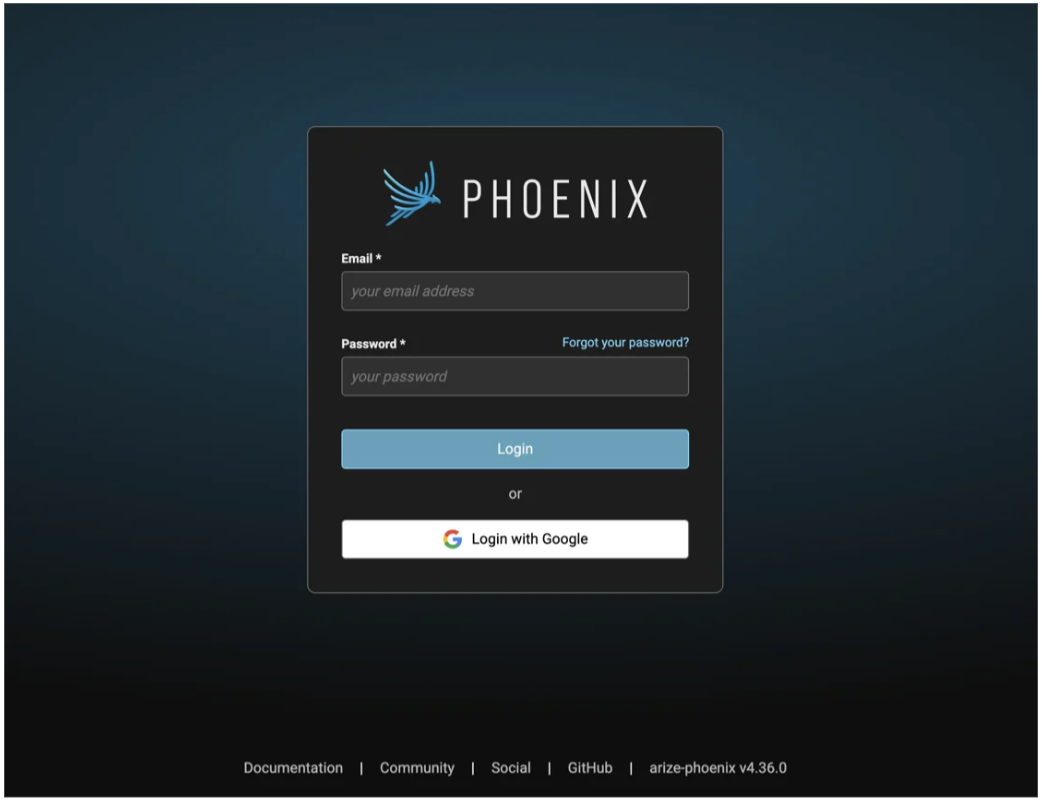 PHOENIX
Email *
your email address
Password *
Forgot your password?
your password
Login
or
Login with Google
Documentation | Community | Social | GitHub | arize-phoenix v4.36.0